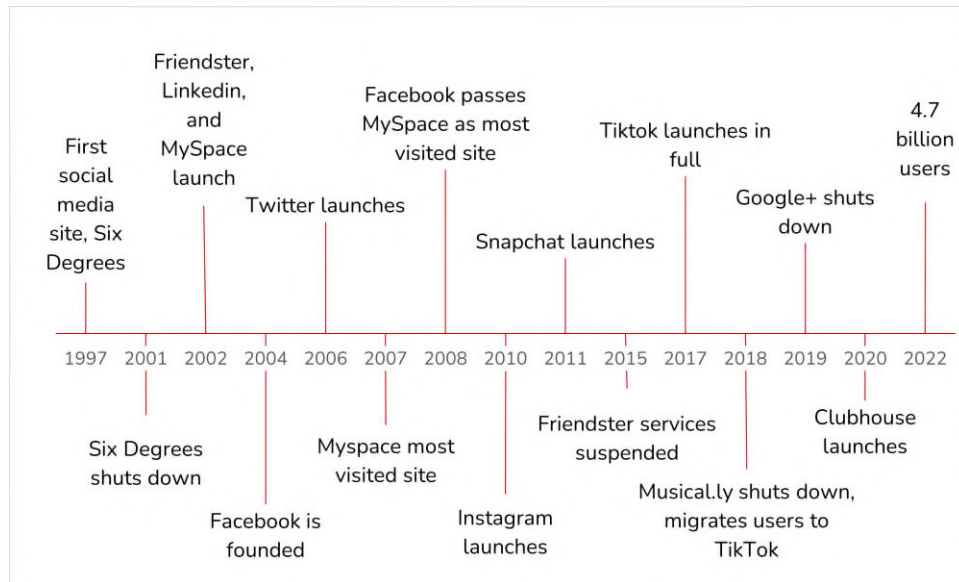 Friendster,
Linkedin,
and
MySpace
launch
Facebook passes
MySpace as most
visited site
4.7
billion
users
Tiktok launches in
full
First
social
media
site, Six
Degrees
Twitter launches
Google+ shuts
down
Snapchat launches
1997 2001 2002 2004 2006 2007 2008 2010 2011 2015 2017 2018 2019 2020 2022
Six Degrees
shuts down
Myspace most
visited site
Friendster services
suspended
Clubhouse
launches
Facebook is
founded
Instagram
launches
Musical.ly shuts down,
migrates users to
TikTok